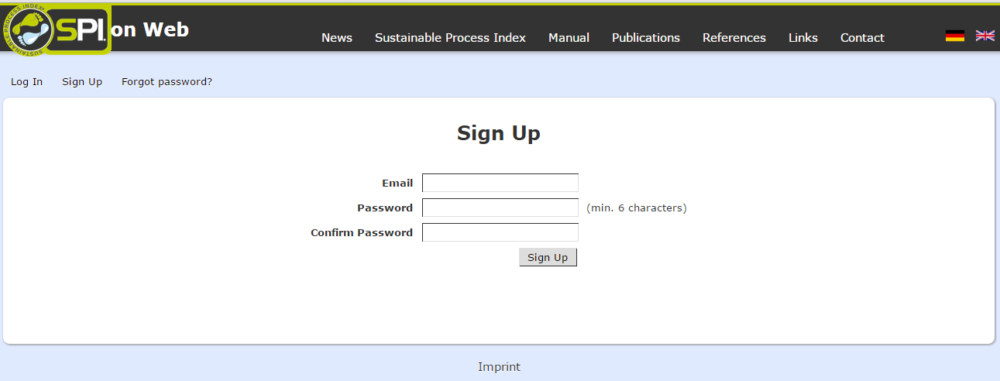 SUSTAINABLE PROCESS INDEX®
SPI. on Web
News Sustainable Process Index Manual Publications References Links Contact
Log In Sign Up Forgot password?
Sign Up
Email
Password (min. 6 characters)
Confirm Password
Sign Up
Imprint